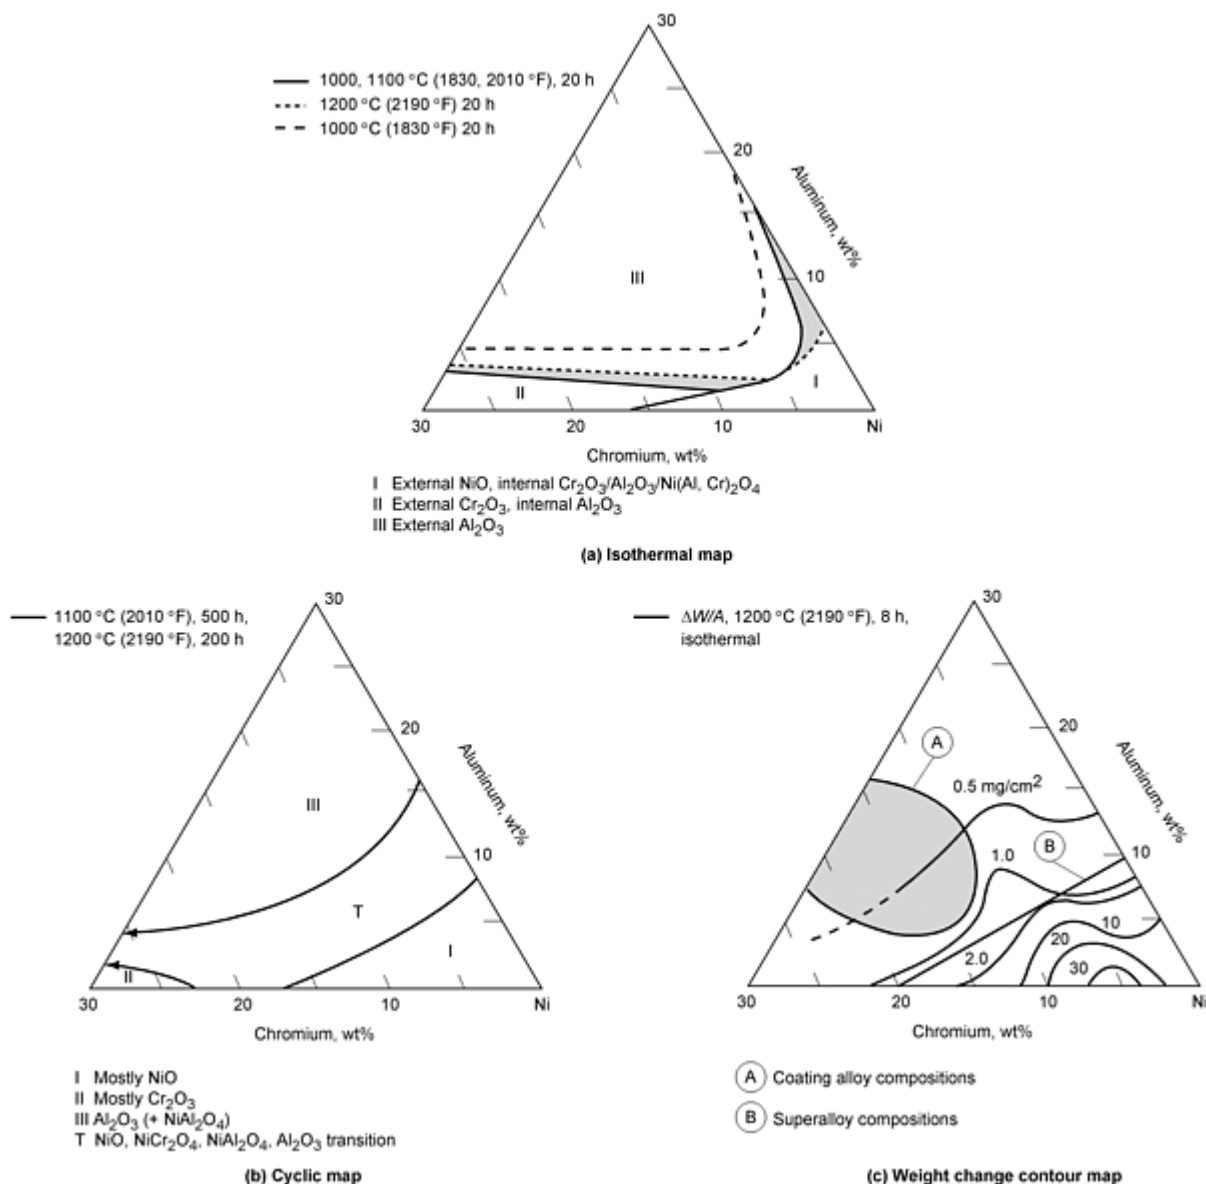 30
1000, 1100 °C (1830, 2010 °F), 20 h
1200 °C (2190 °F) 20 h
1000 °C (1830 °F) 20 h
20
Aluminum, wt%
10
III
I
II
30
20
10
Ni
Chromium, wt%
I External NiO, internal Cr2O3/Al2O3/Ni(Al, Cr)2O4
II External Cr2O3, internal Al2O3
III External Al2O3
(a) Isothermal map
30
1100 °C (2010 °F), 500 h,
1200 °C (2190 °F), 200 h
20
Aluminum, wt%
10
III
T
I
II
30
20
10
Ni
Chromium, wt%
I Mostly NiO
II Mostly Cr2O3
III Al2O3 (+ NiAl2O4)
T NiO, NiCr2O4, NiAl2O4, Al2O3 transition
(b) Cyclic map
30
ΔW/A, 1200 °C (2190 °F), 8 h,
isothermal
20
Aluminum, wt%
A
0.5 mg/cm2
B
1.0
10
10
20
2.0
30
30
20
10
Ni
Chromium, wt%
A Coating alloy compositions
B Superalloy compositions
(c) Weight change contour map